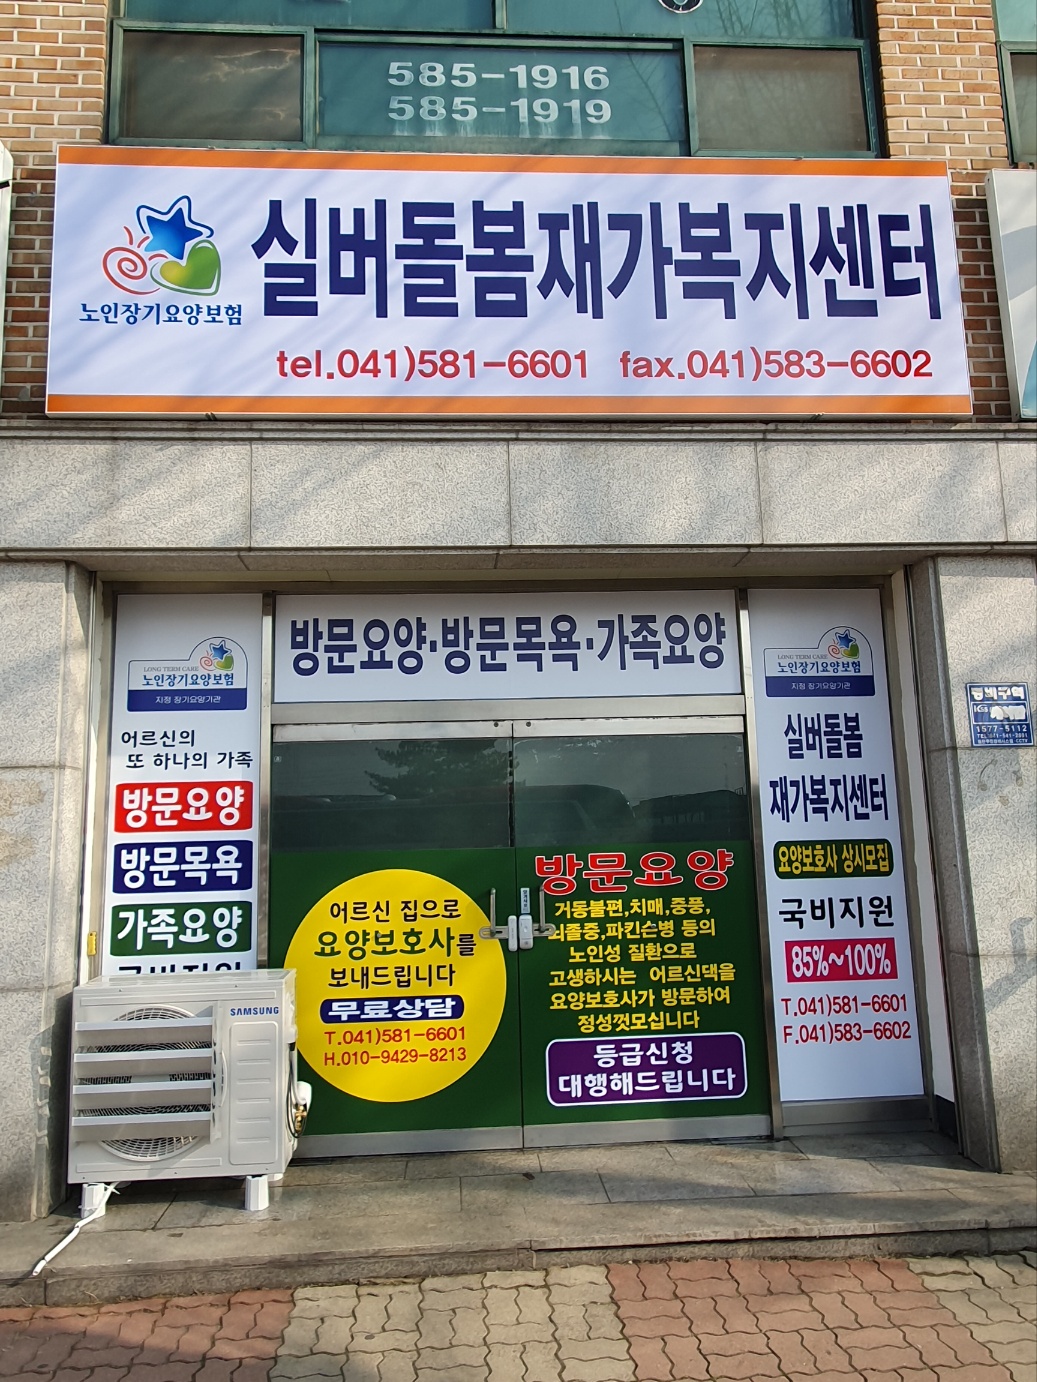 585-1916
585-1919
실버돌봄재가복지센터
노인장기요양보험
tel.041)581-6601 fax.041)583-6602
방문요양·방문목욕·가족요양
LONG TERM CARE
노인장기요양보험
지정 장기요양기관
어르신의
또 하나의 가족
방문요양
방문목욕
가족요양
국비지원
SAMSUNG
어르신 집으로
요양보호사를
보내드립니다
무료상담
T.041)581-6601
H.010-9429-8213
방문요양
거동불편,치매,중풍,
뇌졸중,파킨슨병 등의
노인성 질환으로
고생하시는 어르신댁을
요양보호사가 방문하여
정성껏모십니다
등급신청
대행해드립니다
LONG TERM CARE
노인장기요양보험
지정 장기요양기관
실버돌봄
재가복지센터
요양보호사 상시모집
국비지원
85%~100%
T.041)581-6601
F.041)583-6602
1577-5112